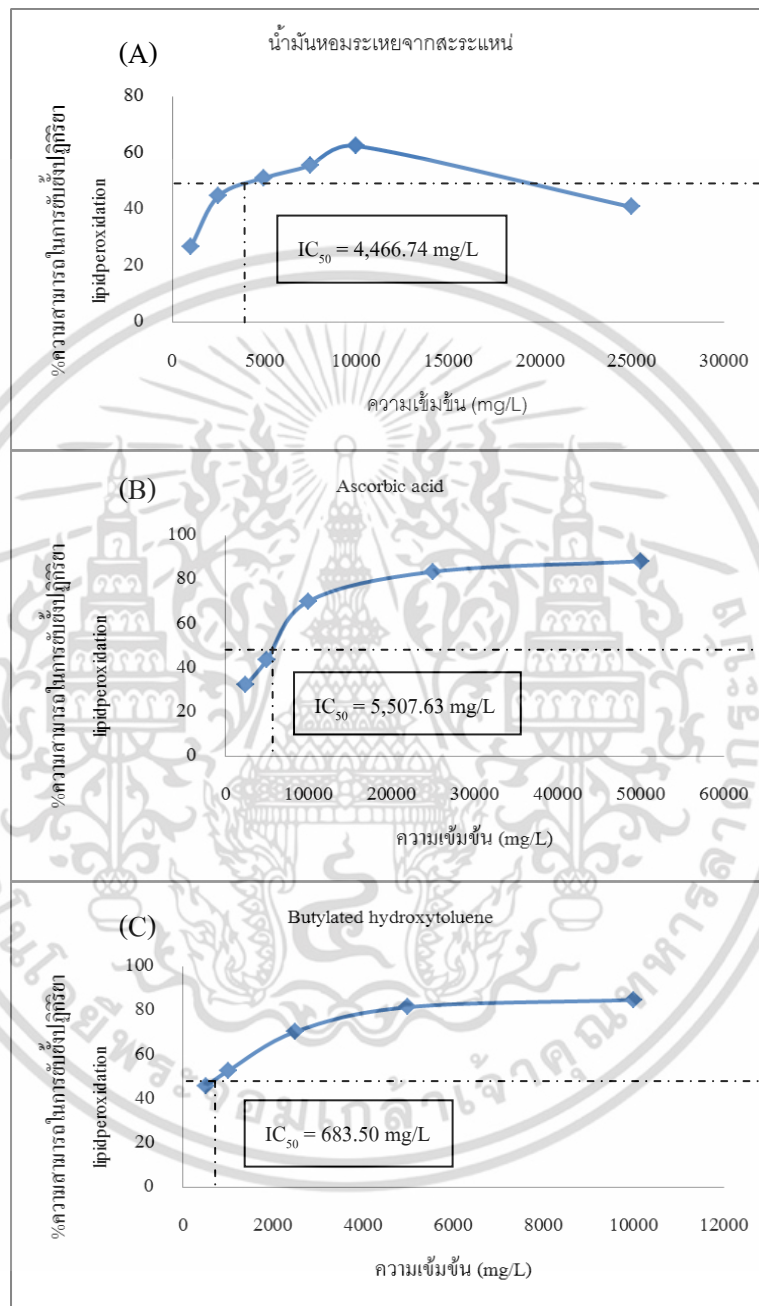 (A)
น้ำมันหอมระเหยจากสะระแหน่
%ความสามารถในการยับยั้งปฏิกิริยา
lipidperoxidation
80
60
40
20
0
IC50 = 4,466.74 mg/L
0 5000 10000 15000 20000 25000 30000
ความเข้มข้น (mg/L)
(B)
Ascorbic acid
%ความสามารถในการยับยั้งปฏิกิริยา
lipidperoxidation
100
80
60
40
20
0
IC50 = 5,507.63 mg/L
0 10000 20000 30000 40000 50000 60000
ความเข้มข้น (mg/L)
(C)
Butylated hydroxytoluene
%ความสามารถในการยับยั้งปฏิกิริยา
lipidperoxidation
100
80
60
40
20
0
IC50 = 683.50 mg/L
0 2000 4000 6000 8000 10000 12000
ความเข้มข้น (mg/L)